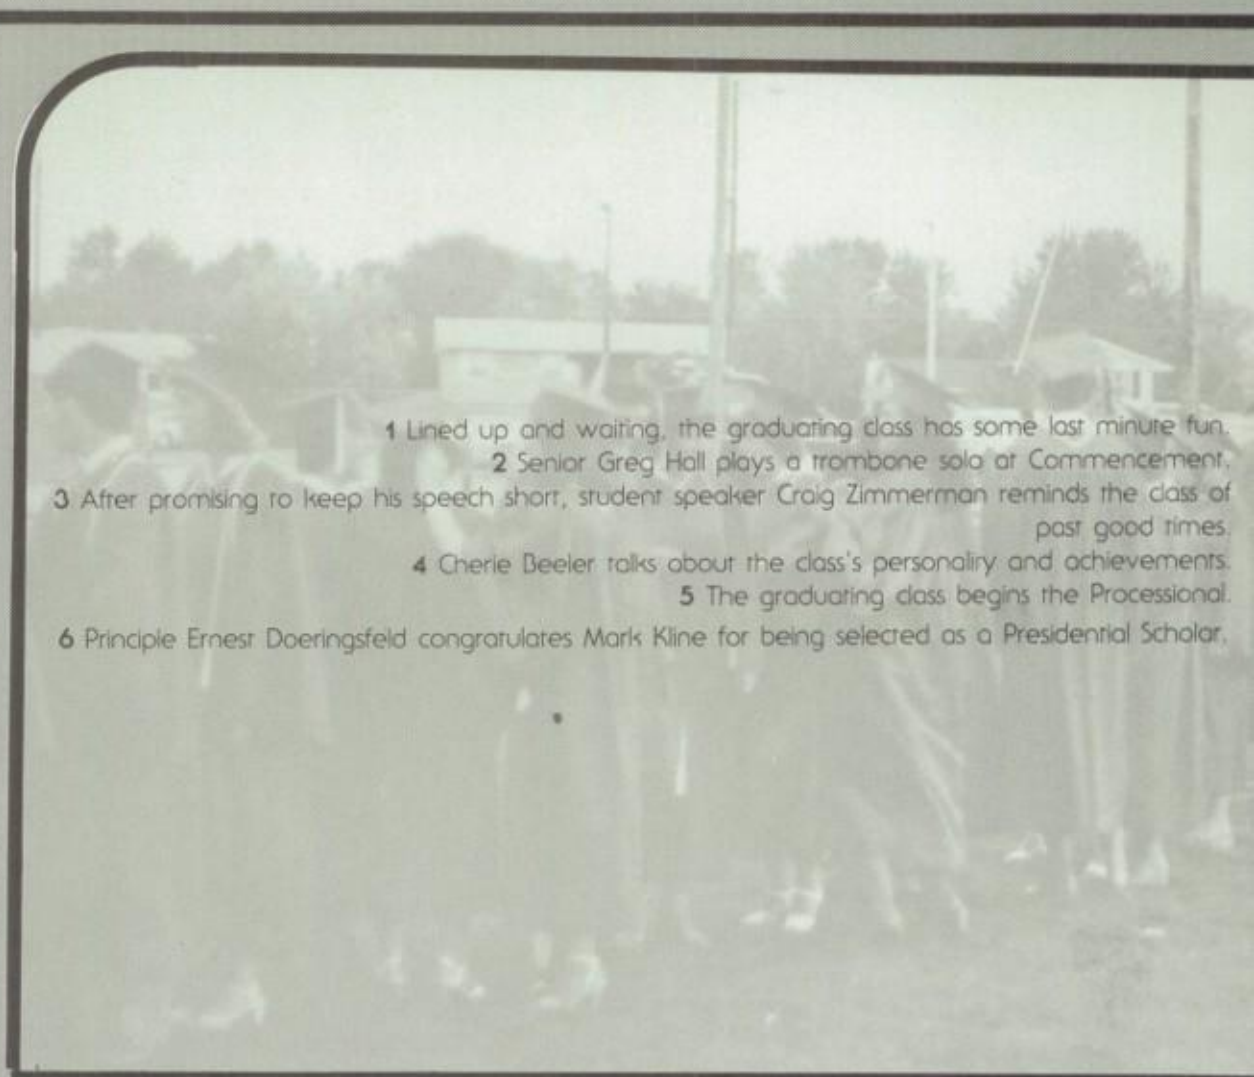 1 Lined up and waiting, the graduating class has some last minute fun.
2 Senior Greg Hall plays a trombone solo at Commencement.
3 After promising to keep his speech short, student speaker Craig Zimmerman reminds the class of
past good times.
4 Cherie Beeler talks about the class's personality and achievements.
5 The graduating class begins the Processional.
6 Principle Ernest Doeringsfeld congratulates Mark Kline for being selected as a Presidential Scholar.